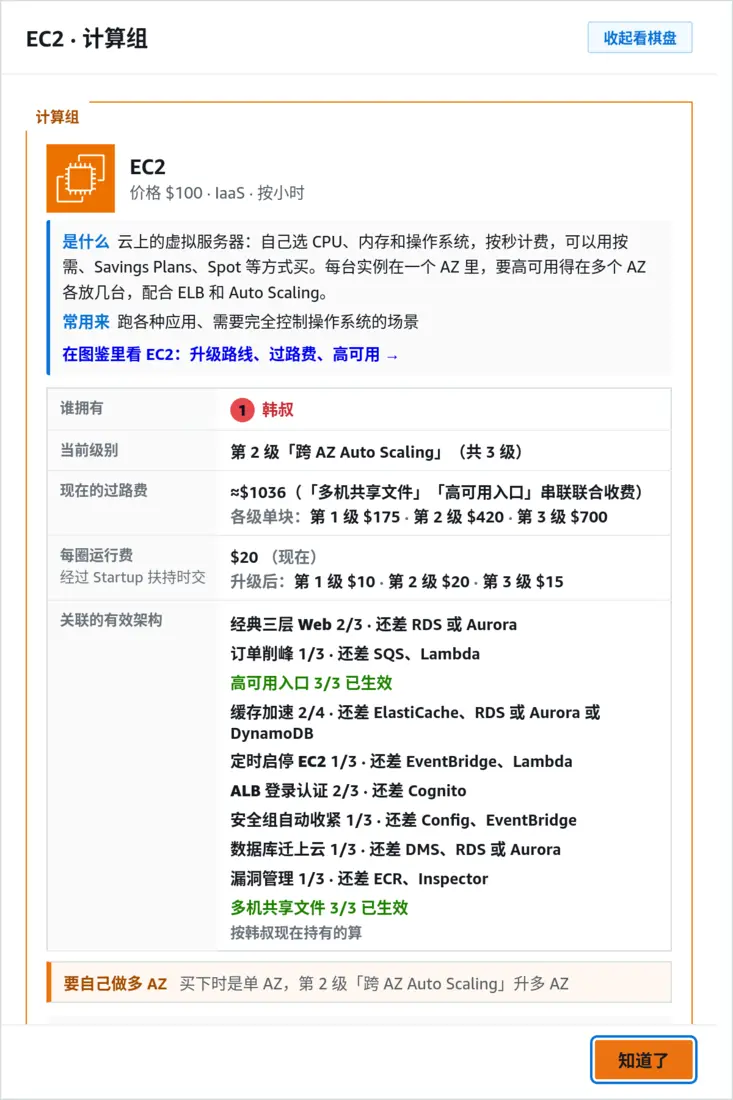 EC2 · 计算组
收起看棋盘
计算组
EC2
价格 $100 · IaaS · 按小时
是什么 云上的虚拟服务器：自己选 CPU、内存和操作系统，按秒计费，可以用按
需、Savings Plans、Spot 等方式买。每台实例在一个 AZ 里，要高可用得在多个 AZ
各放几台，配合 ELB 和 Auto Scaling。
常用来 跑各种应用、需要完全控制操作系统的场景
在图鉴里看 EC2：升级路线、过路费、高可用 →
谁拥有
1 韩叔
当前级别
第 2 级「跨 AZ Auto Scaling」（共 3 级）
现在的过路费
≈$1036（「多机共享文件」「高可用入口」串联联合收费）
各级单块：第 1 级 $175 · 第 2 级 $420 · 第 3 级 $700
每圈运行费
经过 Startup 扶持时交
$20 （现在）
升级后：第 1 级 $10 · 第 2 级 $20 · 第 3 级 $15
关联的有效架构
经典三层 Web 2/3 · 还差 RDS 或 Aurora
订单削峰 1/3 · 还差 SQS、Lambda
高可用入口 3/3 已生效
缓存加速 2/4 · 还差 ElastiCache、RDS 或 Aurora 或
DynamoDB
定时启停 EC2 1/3 · 还差 EventBridge、Lambda
ALB 登录认证 2/3 · 还差 Cognito
安全组自动收紧 1/3 · 还差 Config、EventBridge
数据库迁上云 1/3 · 还差 DMS、RDS 或 Aurora
漏洞管理 1/3 · 还差 ECR、Inspector
多机共享文件 3/3 已生效
按韩叔现在持有的算
要自己做多 AZ 买下时是单 AZ，第 2 级「跨 AZ Auto Scaling」升多 AZ
知道了